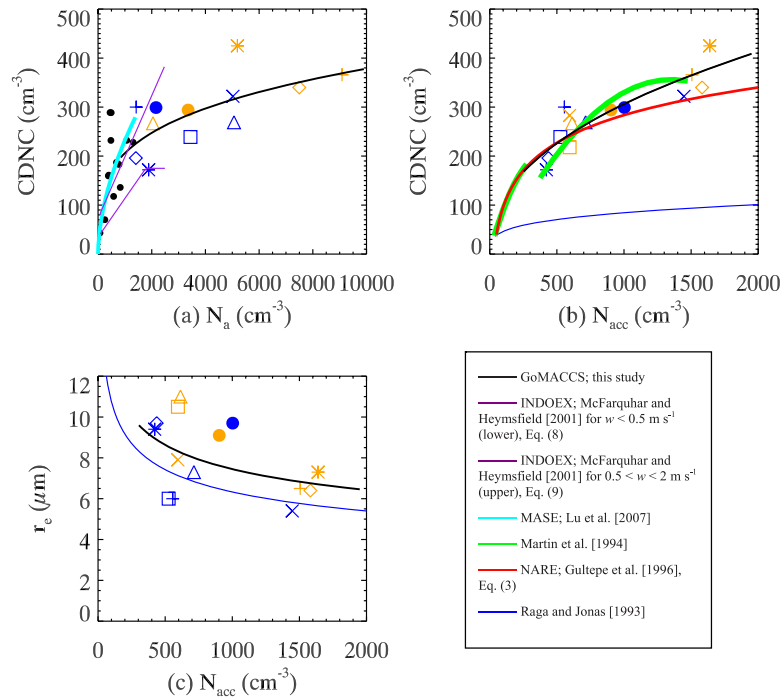 500
400
300
200
100
0
CDNC (cm-3)
0 2000 4000 6000 8000 10000
(a) Na (cm-3)
500
400
300
200
100
0
CDNC (cm-3)
0 500 1000 1500 2000
(b) Nacc (cm-3)
12
10
8
6
4
2
0
re (μm)
0 500 1000 1500 2000
(c) Nacc (cm-3)
GoMACCS; this study
INDOEX; McFarquhar and
Heymsfield [2001] for w < 0.5 m s-1
(lower), Eq. (8)
INDOEX; McFarquhar and
Heymsfield [2001] for 0.5 < w < 2 m s-1
(upper), Eq. (9)
MASE; Lu et al. [2007]
Martin et al. [1994]
NARE; Gultepe et al. [1996],
Eq. (3)
Raga and Jonas [1993]